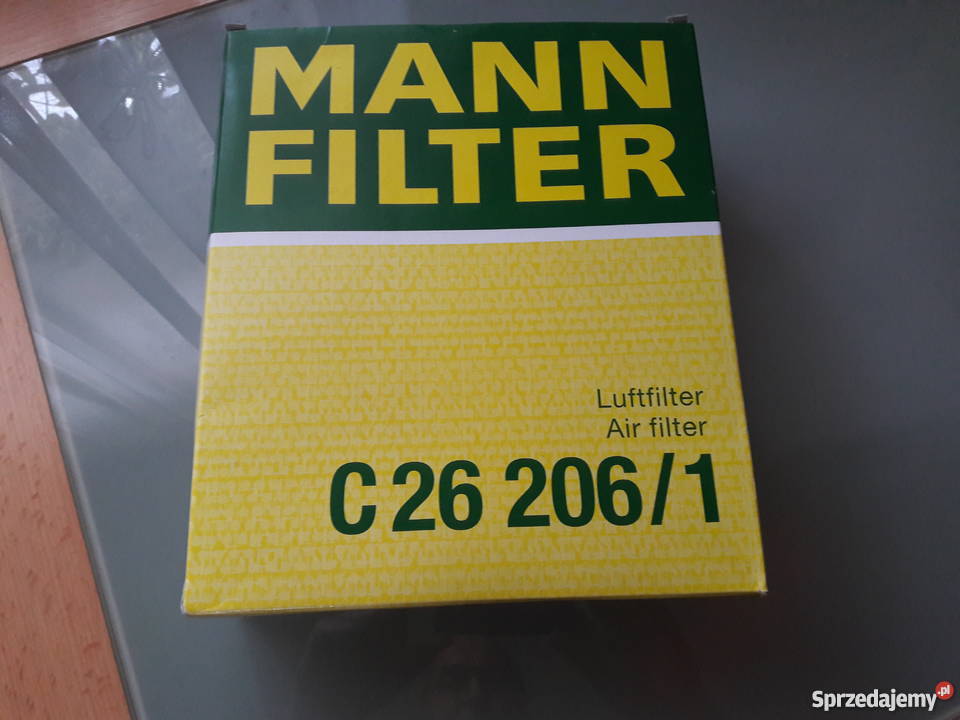 MANN
FILTER
Luftfilter
Air filter
C 26 206/1
Sprzedajemy.pl